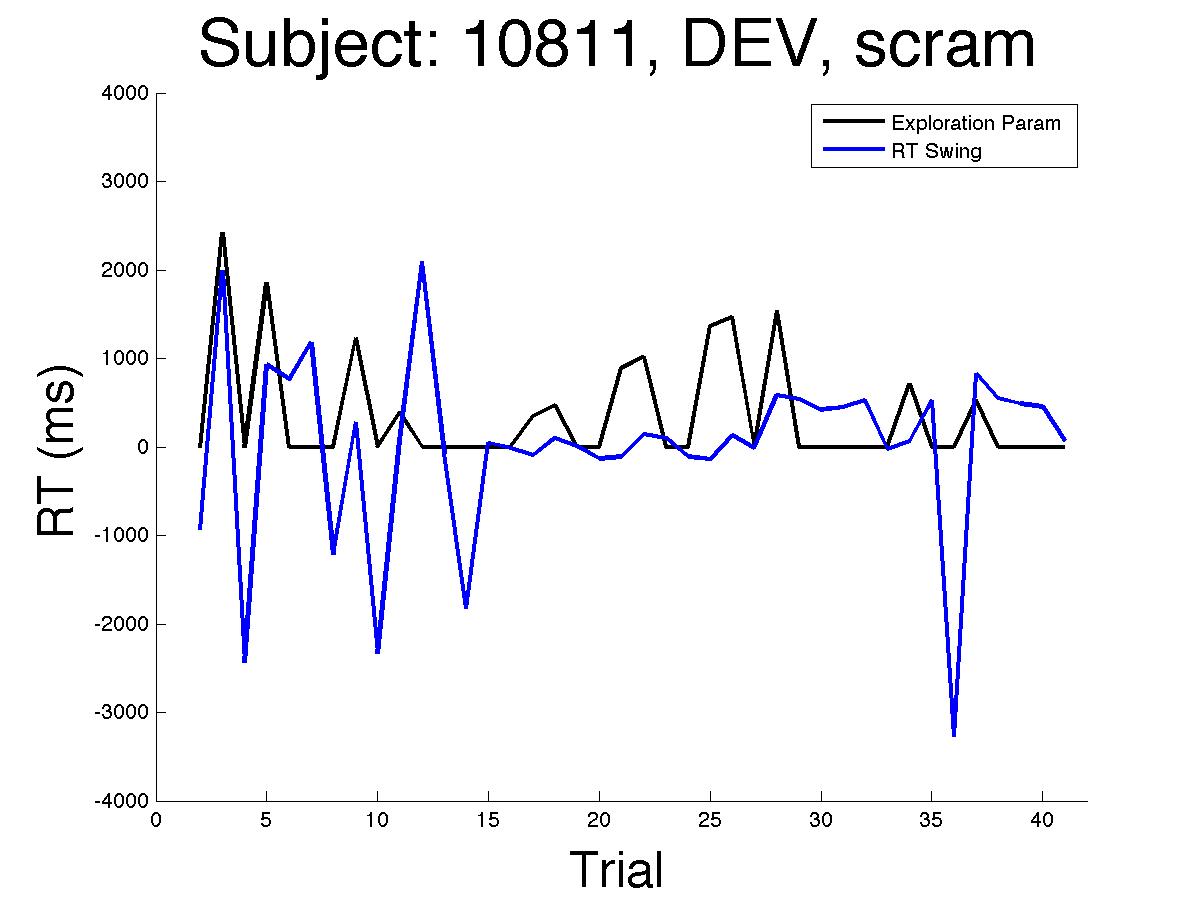 Subject: 10811, DEV, scram
4000
3000
2000
1000
0
-1000
-2000
-3000
-4000
RT (ms)
Exploration Param
RT Swing
0 5 10 15 20 25 30 35 40
Trial